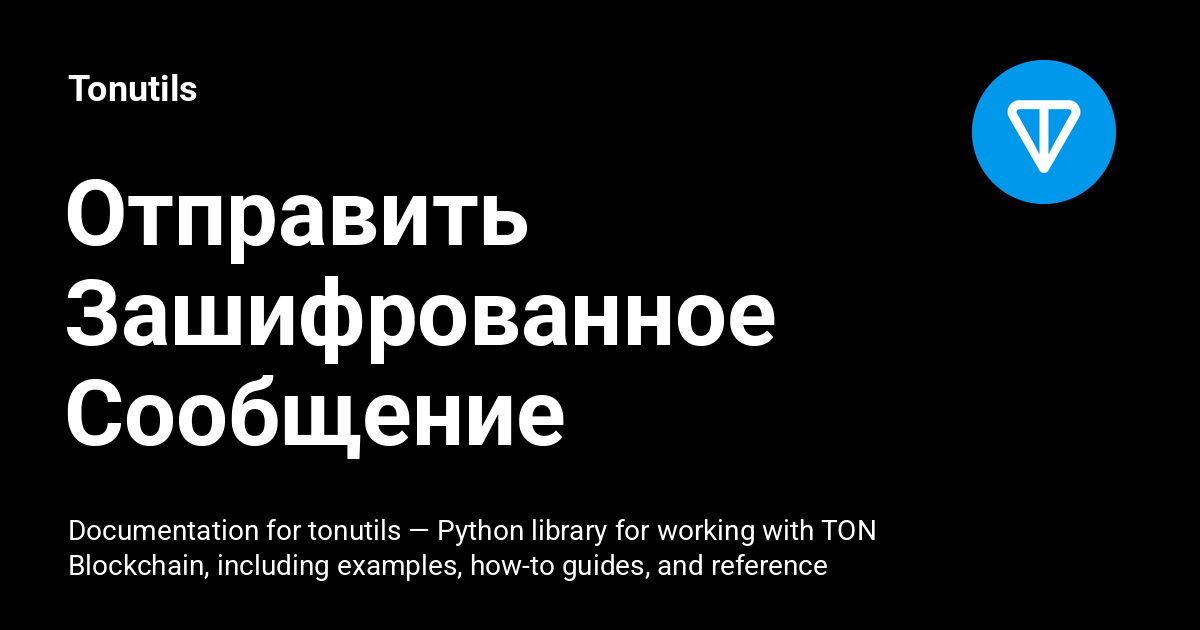 Tonutils
Отправить
Зашифрованное
Сообщение
Documentation for tonutils — Python library for working with TON
Blockchain, including examples, how-to guides, and reference